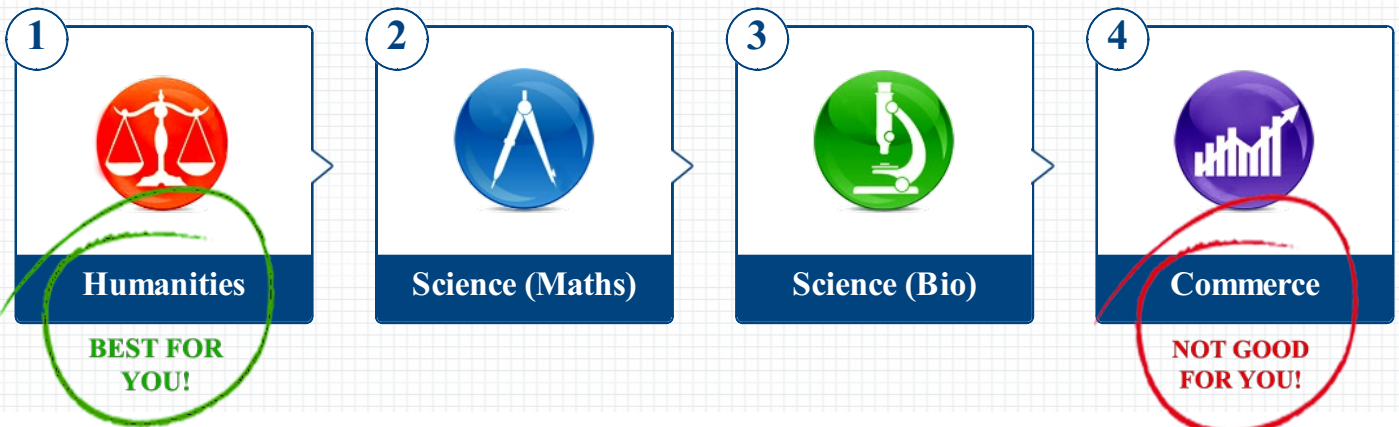 1
2
3
4
Humanities
Science (Maths)
Science (Bio)
Commerce
BEST FOR
YOU!
NOT GOOD
FOR YOU!